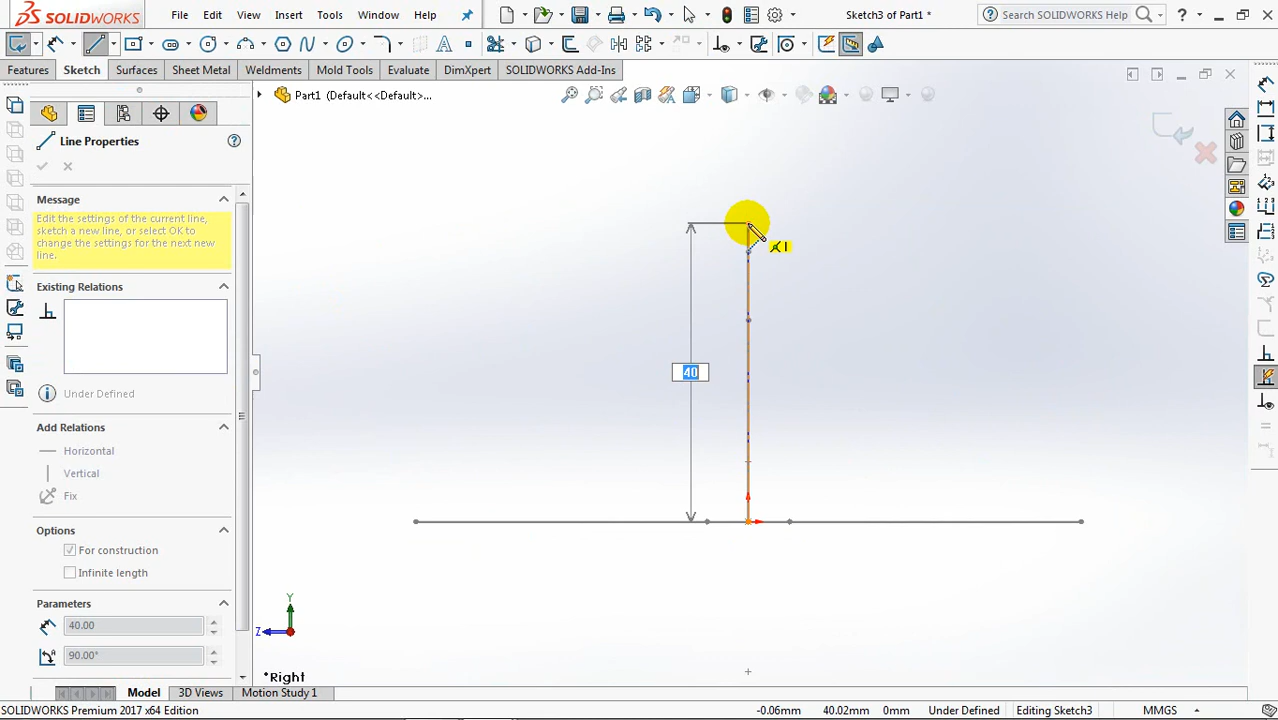 SOLIDWORKS File Edit View Insert Tools Window Help Sketch3 of Part1 * Search SOLIDWORKS Help ?
Features Sketch Surfaces Sheet Metal Weldments Mold Tools Evaluate DimXpert SOLIDWORKS Add-Ins
Part1 (Default<<Default>...
Line Properties
Message
Edit the settings of the current line, 
sketch a new line, or select OK to
change the settings for the next new
line.
Existing Relations
40
Under Defined
Add Relations
Horizontal
Vertical
Fix
Options
For construction
Infinite length
Parameters
40.00
90.00°
Y
Z
*Right
Model 3D Views Motion Study 1
SOLIDWORKS Premium 2017 x64 Edition -0.06mm 40.02mm 0mm Under Defined Editing Sketch3 MMGS